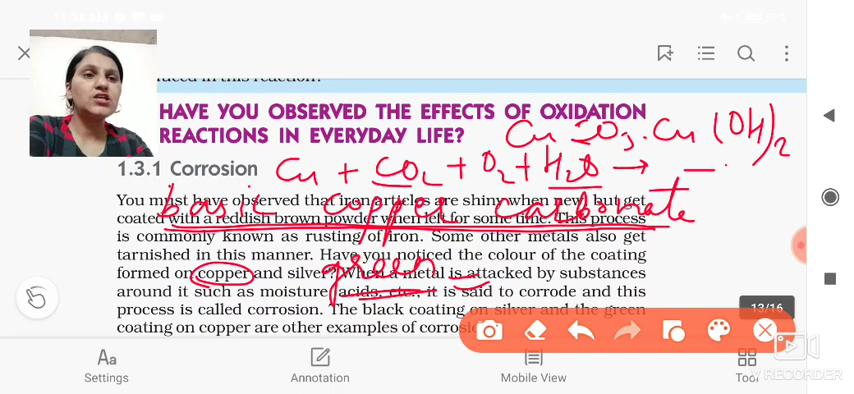 HAVE YOU OBSERVED THE EFFECTS OF OXIDATION
REACTIONS IN EVERYDAY LIFE?
CuCO3.Cu(OH)2
1.3.1 Corrosion
Cu + CO2 + O2 + H2O → —
You must have observed that iron articles are shiny when new, but get
basic copper carbonate
coated with a reddish brown powder when left for some time. This process
is commonly known as rusting of iron. Some other metals also get
tarnished in this manner. Have you noticed the colour of the coating
green
formed on copper and silver? When a metal is attacked by substances
around it such as moisture, acids, etc., it is said to corrode and this
process is called corrosion. The black coating on silver and the green
13/16
coating on copper are other examples of
Aa
Settings
Annotation
Mobile View
Tool
RECORDER